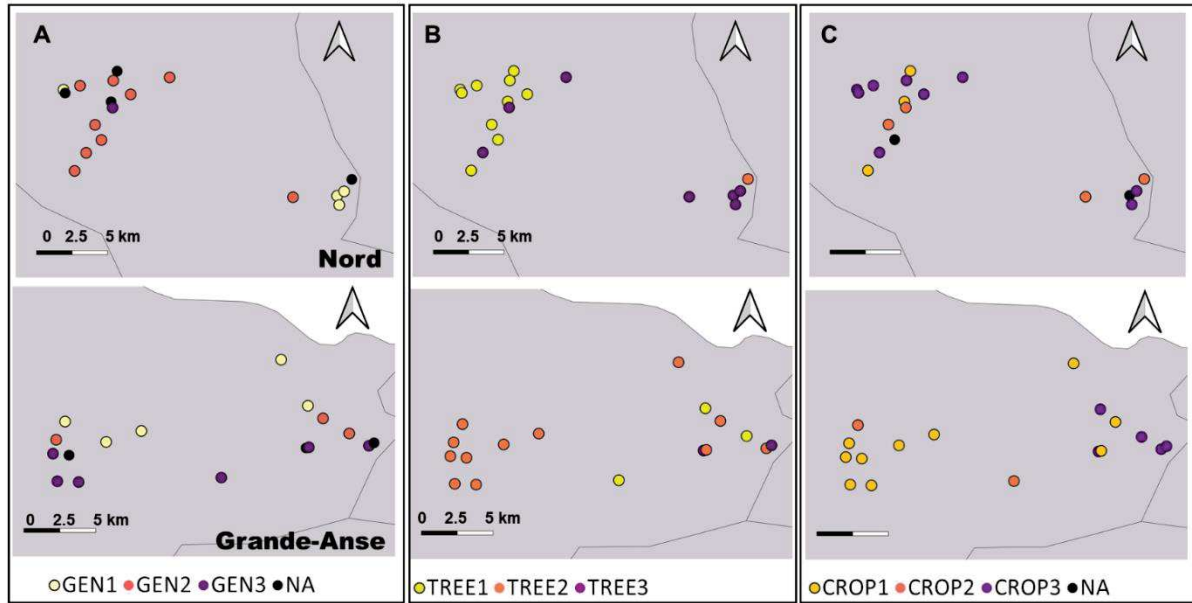 A
B
C
0 2.5 5 km
Nord
0 2.5 5 km
0 2.5 5 km
Grande-Anse
0 2.5 5 km
GEN1 GEN2 GEN3 NA
TREE1 TREE2 TREE3
CROP1 CROP2 CROP3 NA